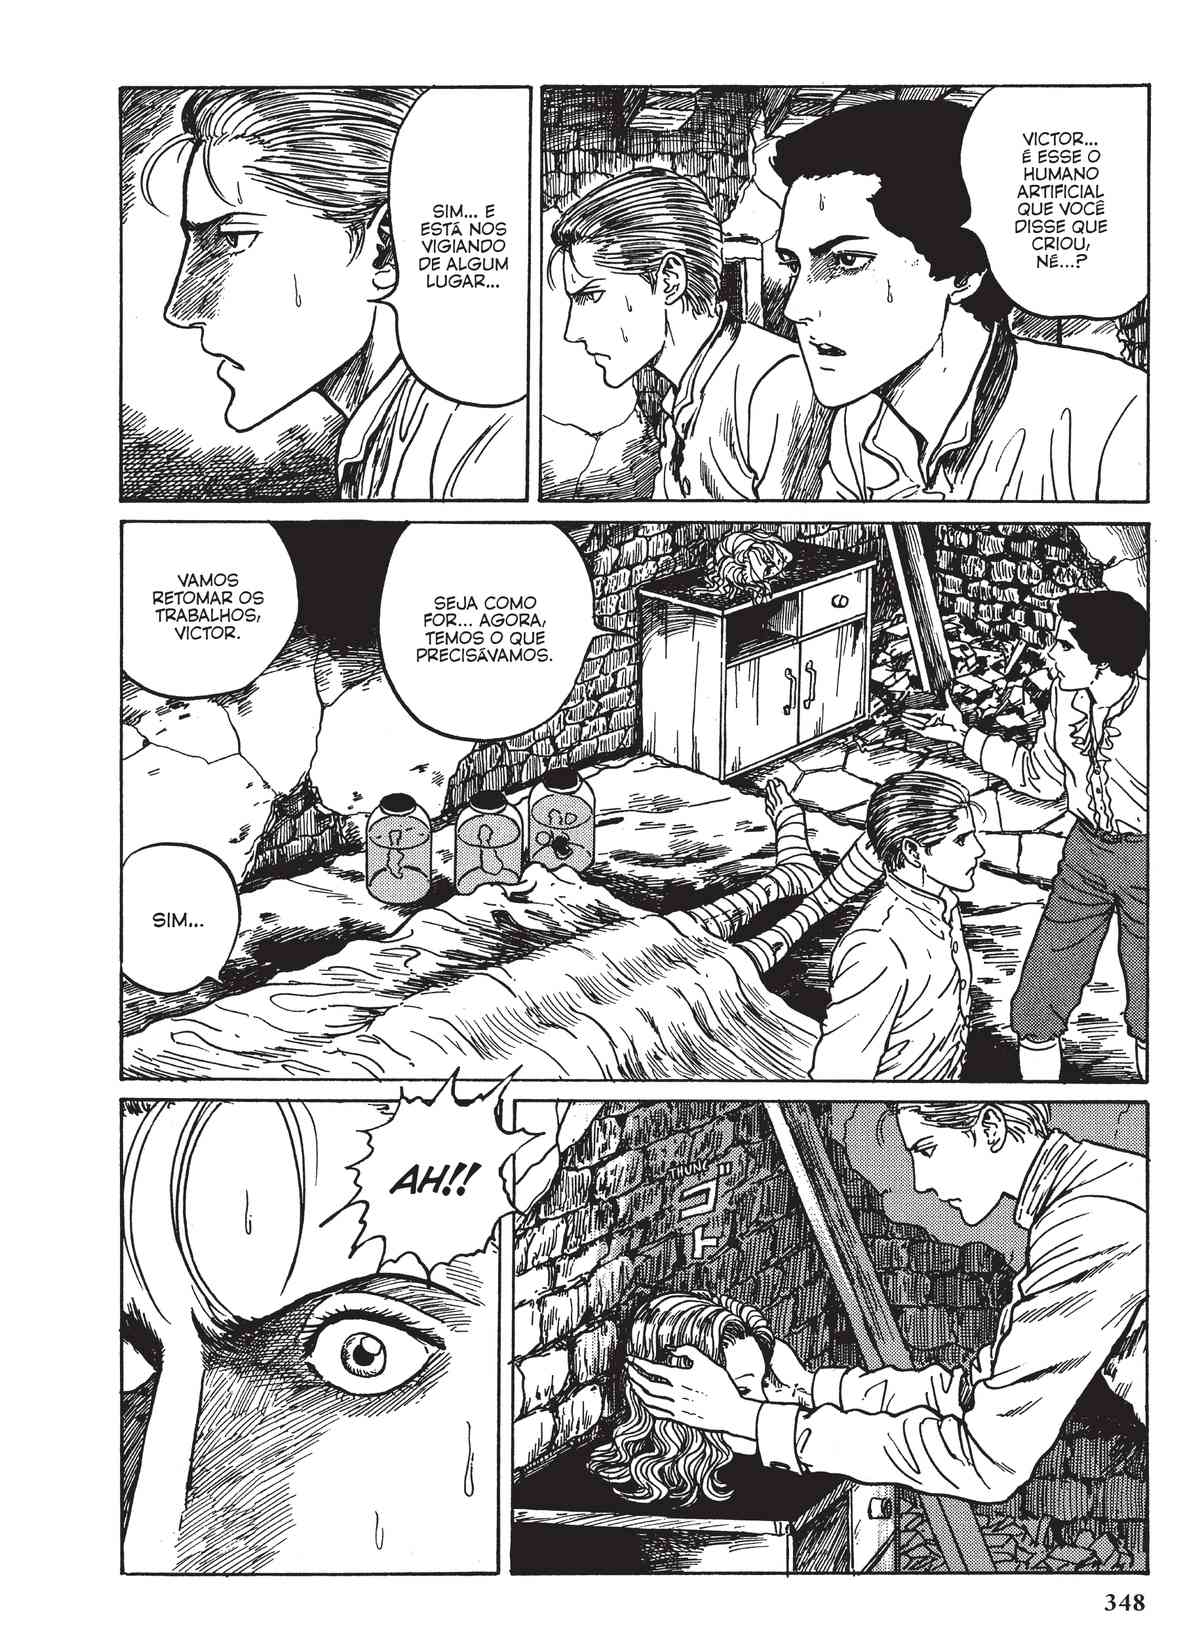 VICTOR...
É ESSE O
HUMANO
ARTIFICIAL
QUE VOCÊ
DISSE QUE
CRIOU,
NÉ...?
SIM... E
ESTÁ NOS
VIGIANDO
DE ALGUM
LUGAR...
SEJA COMO
FOR... AGORA,
TEMOS O QUE
PRECISÁVAMOS.
VAMOS
RETOMAR OS
TRABALHOS,
VICTOR.
SIM...
THUNC
ゴト
AH!!
348